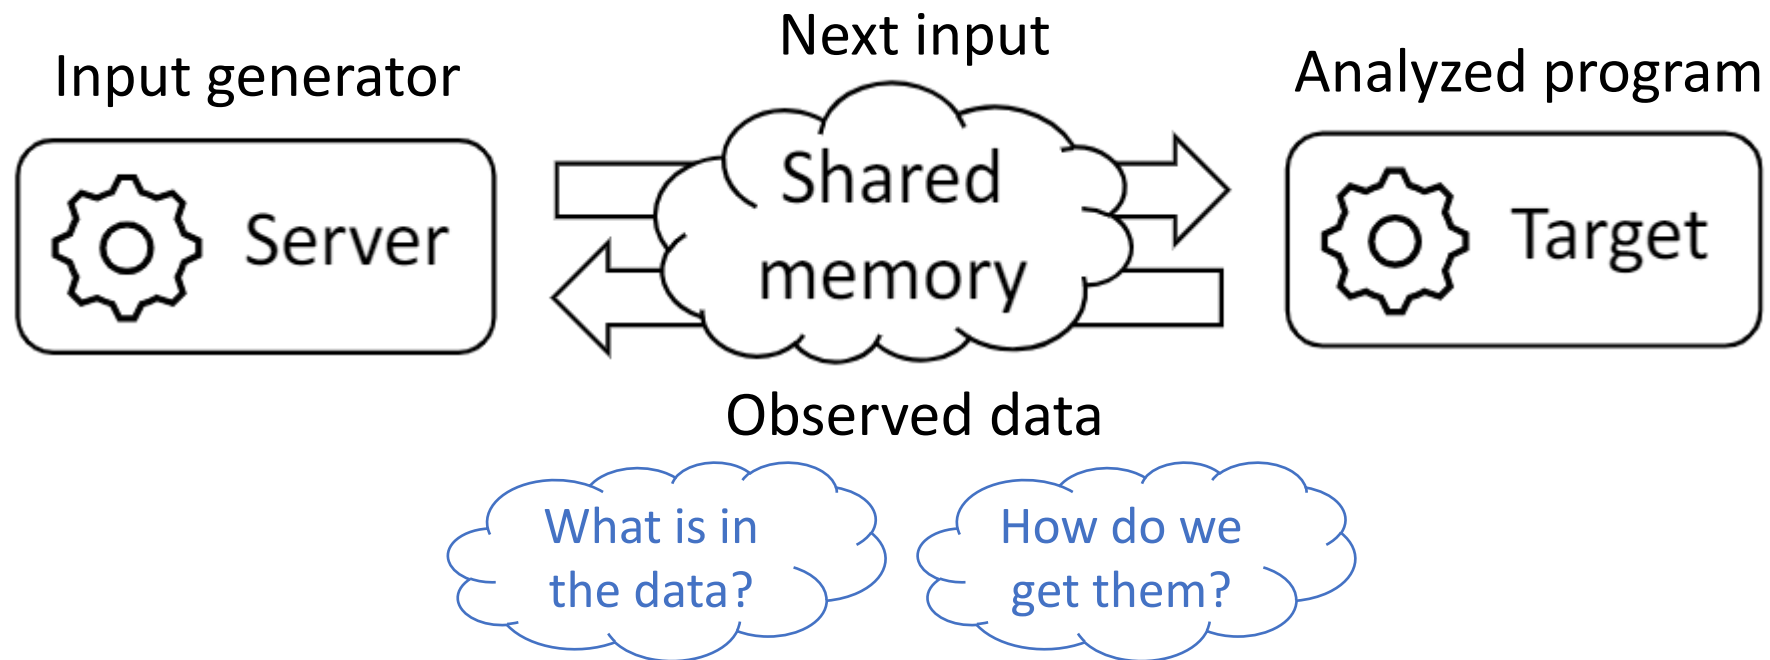 Next input
Input generator
Analyzed program
Shared
memory
Server
Target
Observed data
What is in
the data?
How do we
get them?